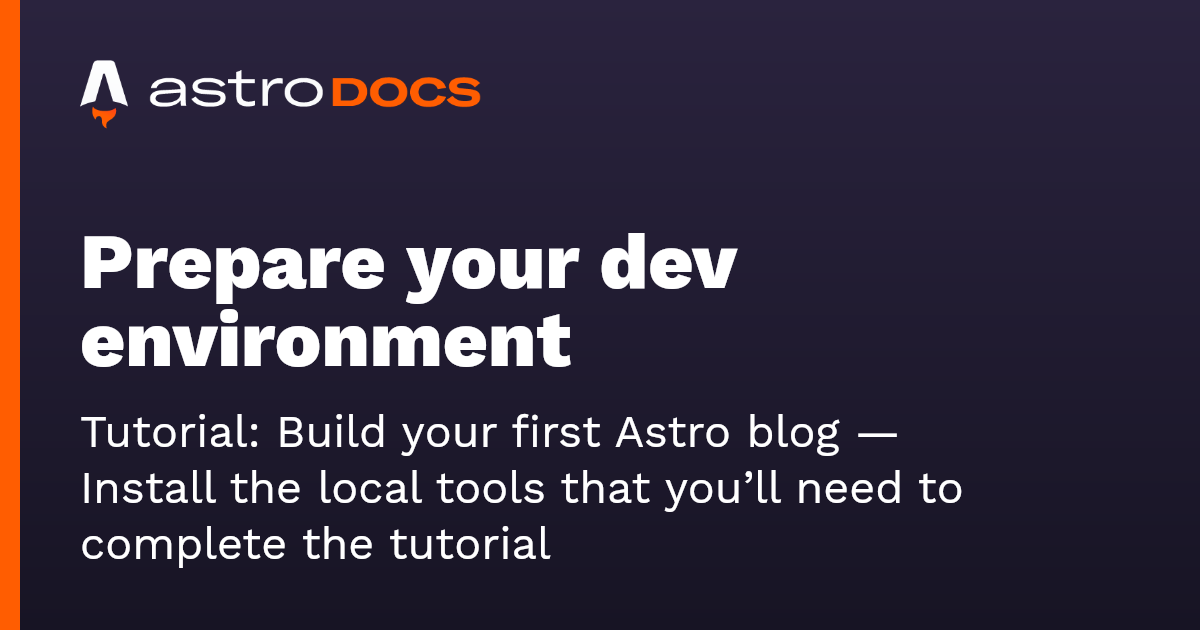 astro DOCS
Prepare your dev
environment
Tutorial: Build your first Astro blog —
Install the local tools that you’ll need to
complete the tutorial